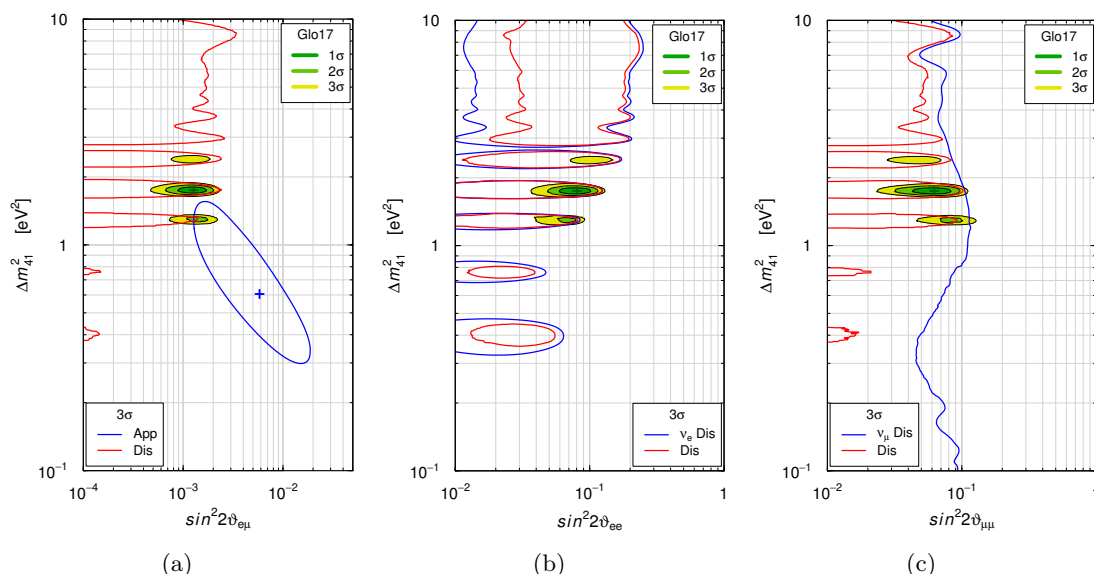 Glo17
1σ
2σ
3σ
3σ
App
Dis
10
1
10⁻¹
Δm²₄₁ [eV²]
10⁻⁴
10⁻³
10⁻²
sin²2ϑeμ
(a)
Glo17
1σ
2σ
3σ
3σ
νe Dis
Dis
10
1
10⁻¹
Δm²₄₁ [eV²]
10⁻²
10⁻¹
1
sin²2ϑee
(b)
Glo17
1σ
2σ
3σ
3σ
νμ Dis
Dis
10
1
10⁻¹
Δm²₄₁ [eV²]
10⁻²
10⁻¹
1
sin²2ϑμμ
(c)